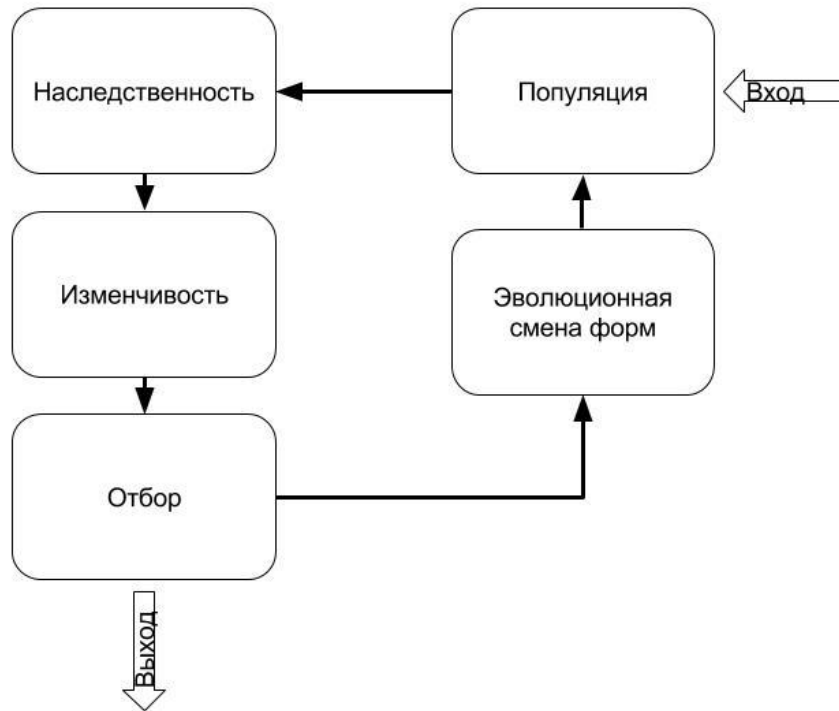 Наследственность
Популяция
Вход
Изменчивость
Эволюционная
смена форм
Отбор
Выход